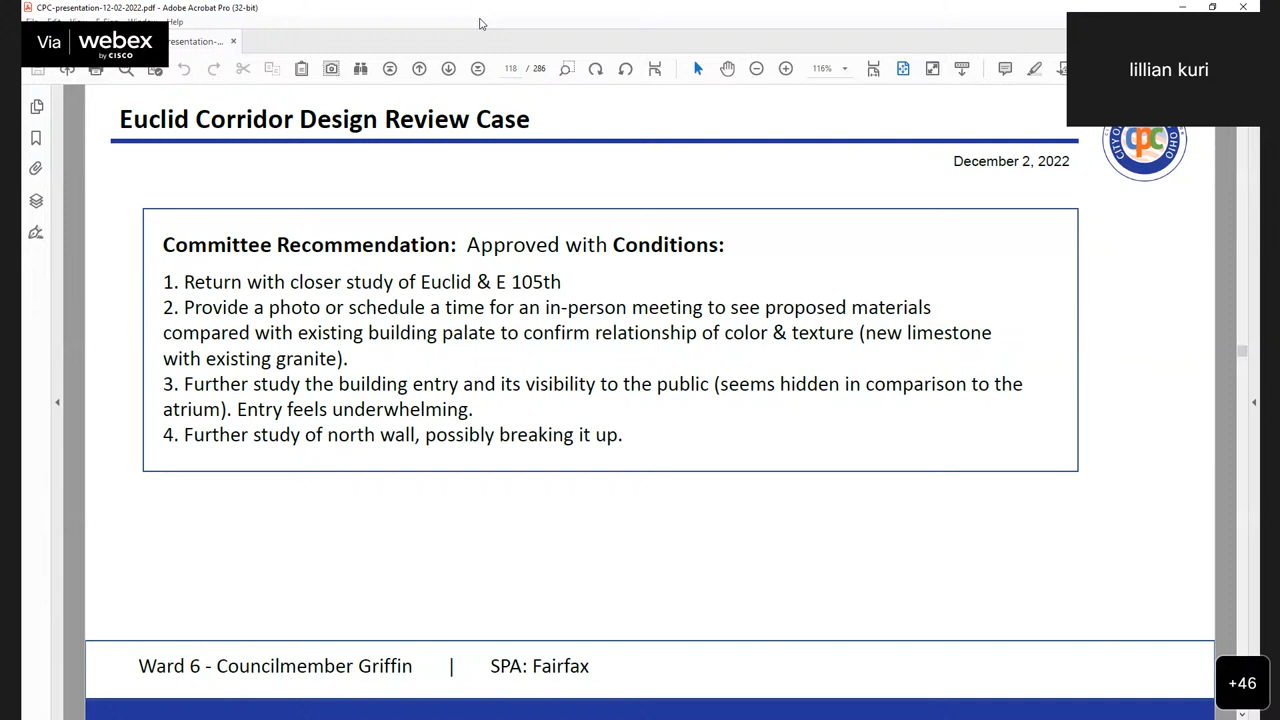 CPC-presentation-12-02-2022.pdf - Adobe Acrobat Pro (32-bit)
Help
Via webex
by CISCO
resentation-...
118 / 286
116%
lillian kuri
Euclid Corridor Design Review Case
cpc
CITY O
OHIO
December 2, 2022
Committee Recommendation: Approved with Conditions:
1. Return with closer study of Euclid & E 105th
2. Provide a photo or schedule a time for an in-person meeting to see proposed materials
compared with existing building palate to confirm relationship of color & texture (new limestone
with existing granite).
3. Further study the building entry and its visibility to the public (seems hidden in comparison to the
atrium). Entry feels underwhelming.
4. Further study of north wall, possibly breaking it up.
Ward 6 - Councilmember Griffin | SPA: Fairfax
+46